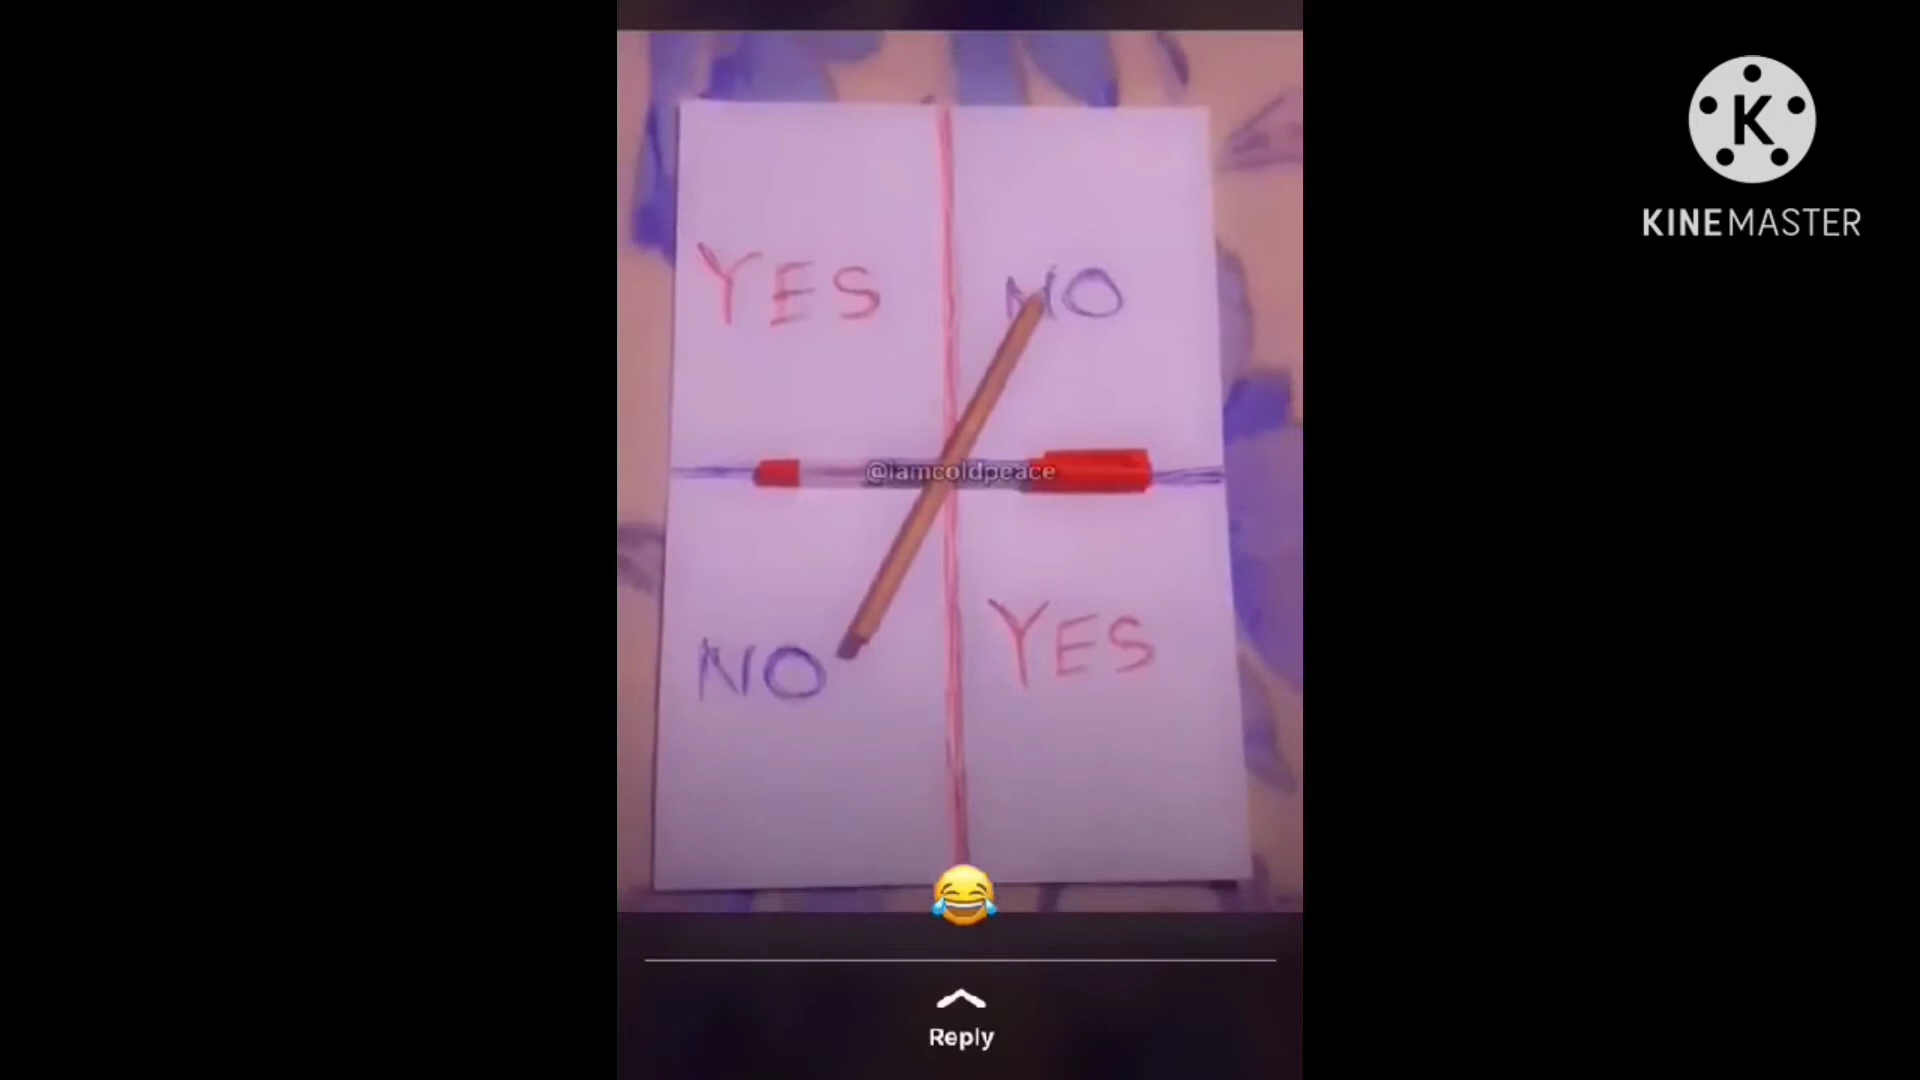 K
KINEMASTER
YES NO
@iamcoldpeace
NO YES
Reply